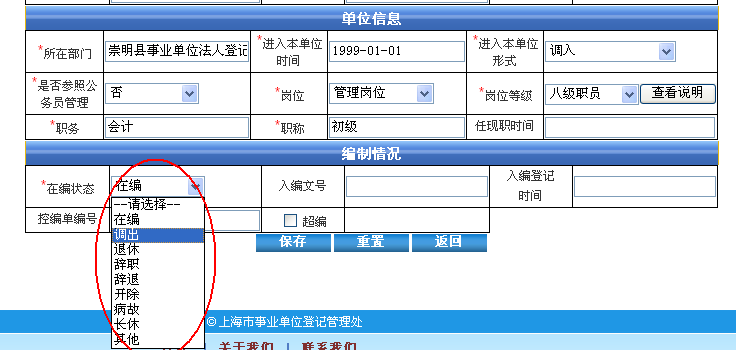 单位信息
*所在部门 崇明县事业单位法人登记 *进入本单位时间 1999-01-01 *进入本单位形式 调入
*是否参照公务员管理 否 *岗位 管理岗位 *岗位等级 八级职员 查看说明
*职务 会计 *职称 初级 任现职时间
编制情况
*在编状态 在编 入编文号 入编登记时间
控编单编号 超编
--请选择--
在编
调出
退休
辞职
辞退
开除
病故
长休
其他
保存 重置 返回
© 上海市事业单位登记管理处
| 关于我们 | 联系我们